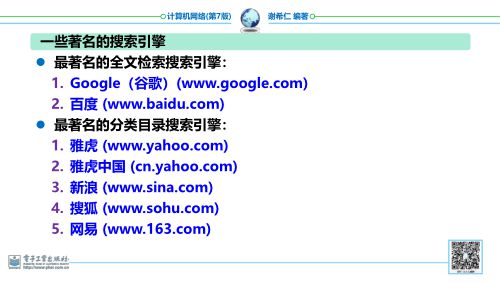 计算机网络(第7版) 谢希仁 编著
一些著名的搜索引擎
● 最著名的全文检索搜索引擎：
1. Google（谷歌）(www.google.com)
2. 百度 (www.baidu.com)
● 最著名的分类目录搜索引擎：
1. 雅虎 (www.yahoo.com)
2. 雅虎中国 (cn.yahoo.com)
3. 新浪 (www.sina.com)
4. 搜狐 (www.sohu.com)
5. 网易 (www.163.com)
电子工业出版社
http://www.phei.com.cn